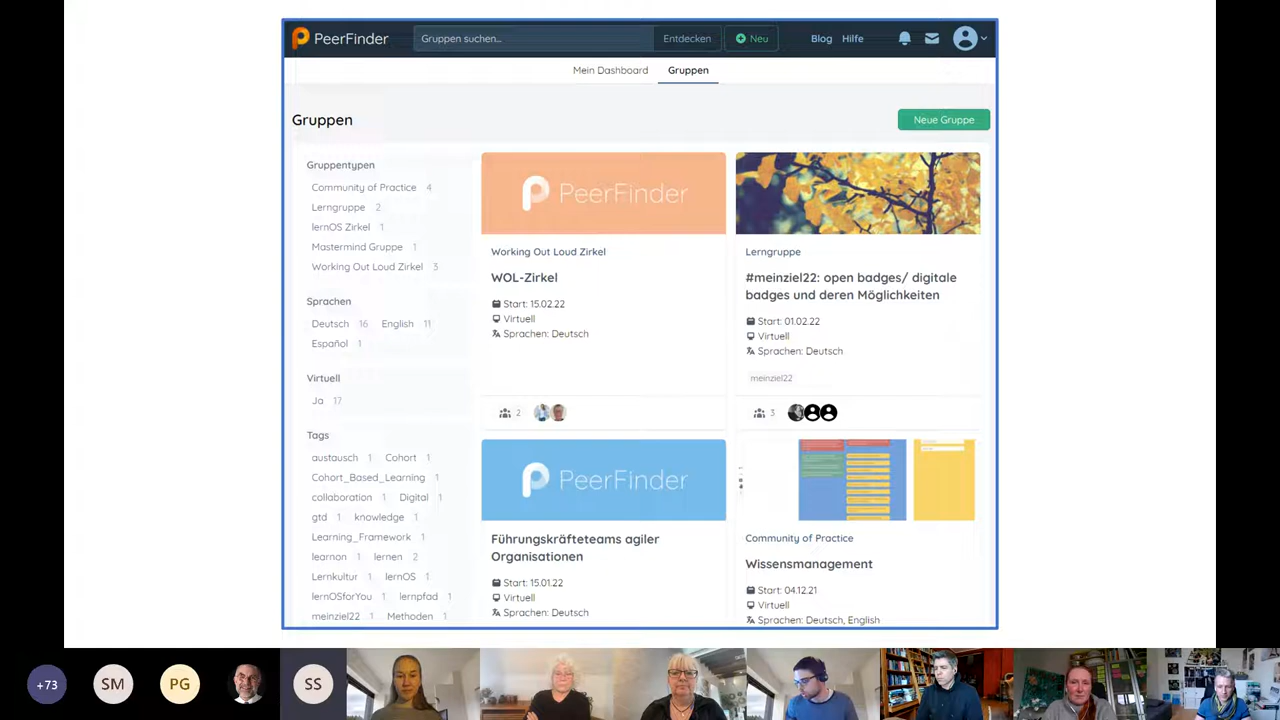 PeerFinder
Gruppen suchen...
Entdecken
Neu
Blog
Hilfe
Mein Dashboard
Gruppen
Gruppen
Neue Gruppe
Gruppentypen
Community of Practice 4
Lerngruppe 2
lernOS Zirkel 1
Mastermind Gruppe 1
Working Out Loud Zirkel 3
Sprachen
Deutsch 16 English 11
Español 1
Virtuell
Ja 17
Tags
austausch 1 Cohort 1
Cohort_Based_Learning 1
collaboration 1 Digital 1
gtd 1 knowledge 1
Learning_Framework 1
learnon 1 lernen 2
Lernkultur 1 lernOS 1
lernOSforYou 1 lernpfad 1
meinziel22 1 Methoden 1
PeerFinder
Working Out Loud Zirkel
WOL-Zirkel
Start: 15.02.22
Virtuell
Sprachen: Deutsch
2
Lerngruppe
#meinziel22: open badges/ digitale
badges und deren Möglichkeiten
Start: 01.02.22
Virtuell
Sprachen: Deutsch
meinziel22
3
PeerFinder
Führungskräfteteams agiler
Organisationen
Start: 15.01.22
Virtuell
Sprachen: Deutsch
Community of Practice
Wissensmanagement
Start: 04.12.21
Virtuell
Sprachen: Deutsch, English
+73
SM
PG
SS